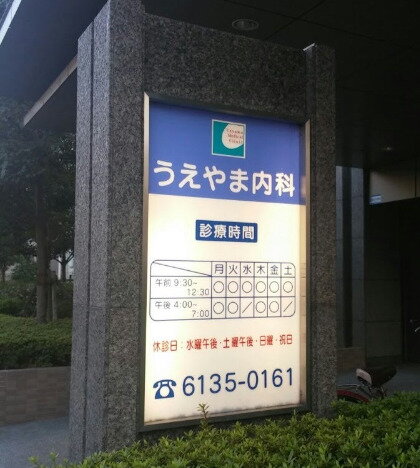 うえやま内科
診療時間
月 火 水 木 金 土
午前 9:30~ 12:30 ○ ○ ○ ○ ○ ○
午後 4:00~ 7:00 ○ ○ ／ ○ ○ ／
休診日：水曜午後・土曜午後・日曜・祝日
☎6135-0161